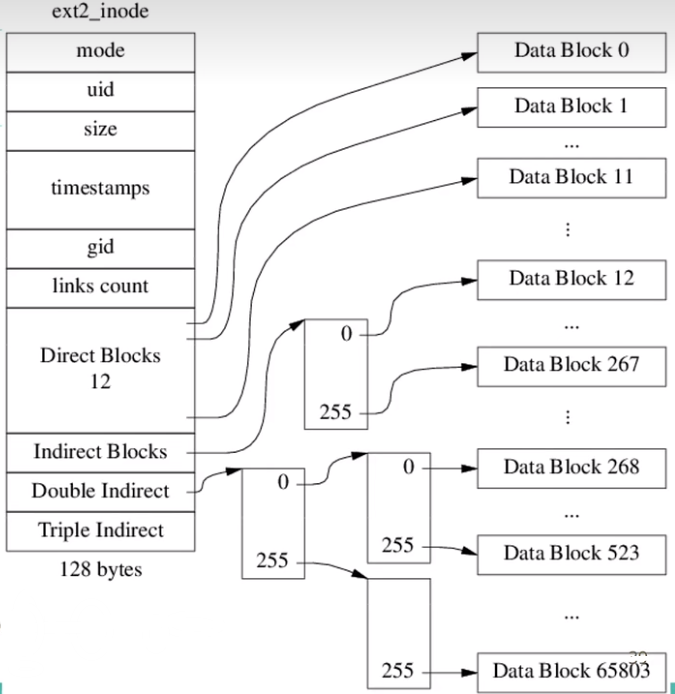 ext2_inode
mode
uid
size
timestamps
gid
links count
Direct Blocks
12
Indirect Blocks
Double Indirect
Triple Indirect
128 bytes
0
255
0
255
0
255
255
Data Block 0
Data Block 1
...
Data Block 11
...
Data Block 12
...
Data Block 267
...
Data Block 268
...
Data Block 523
...
Data Block 65803